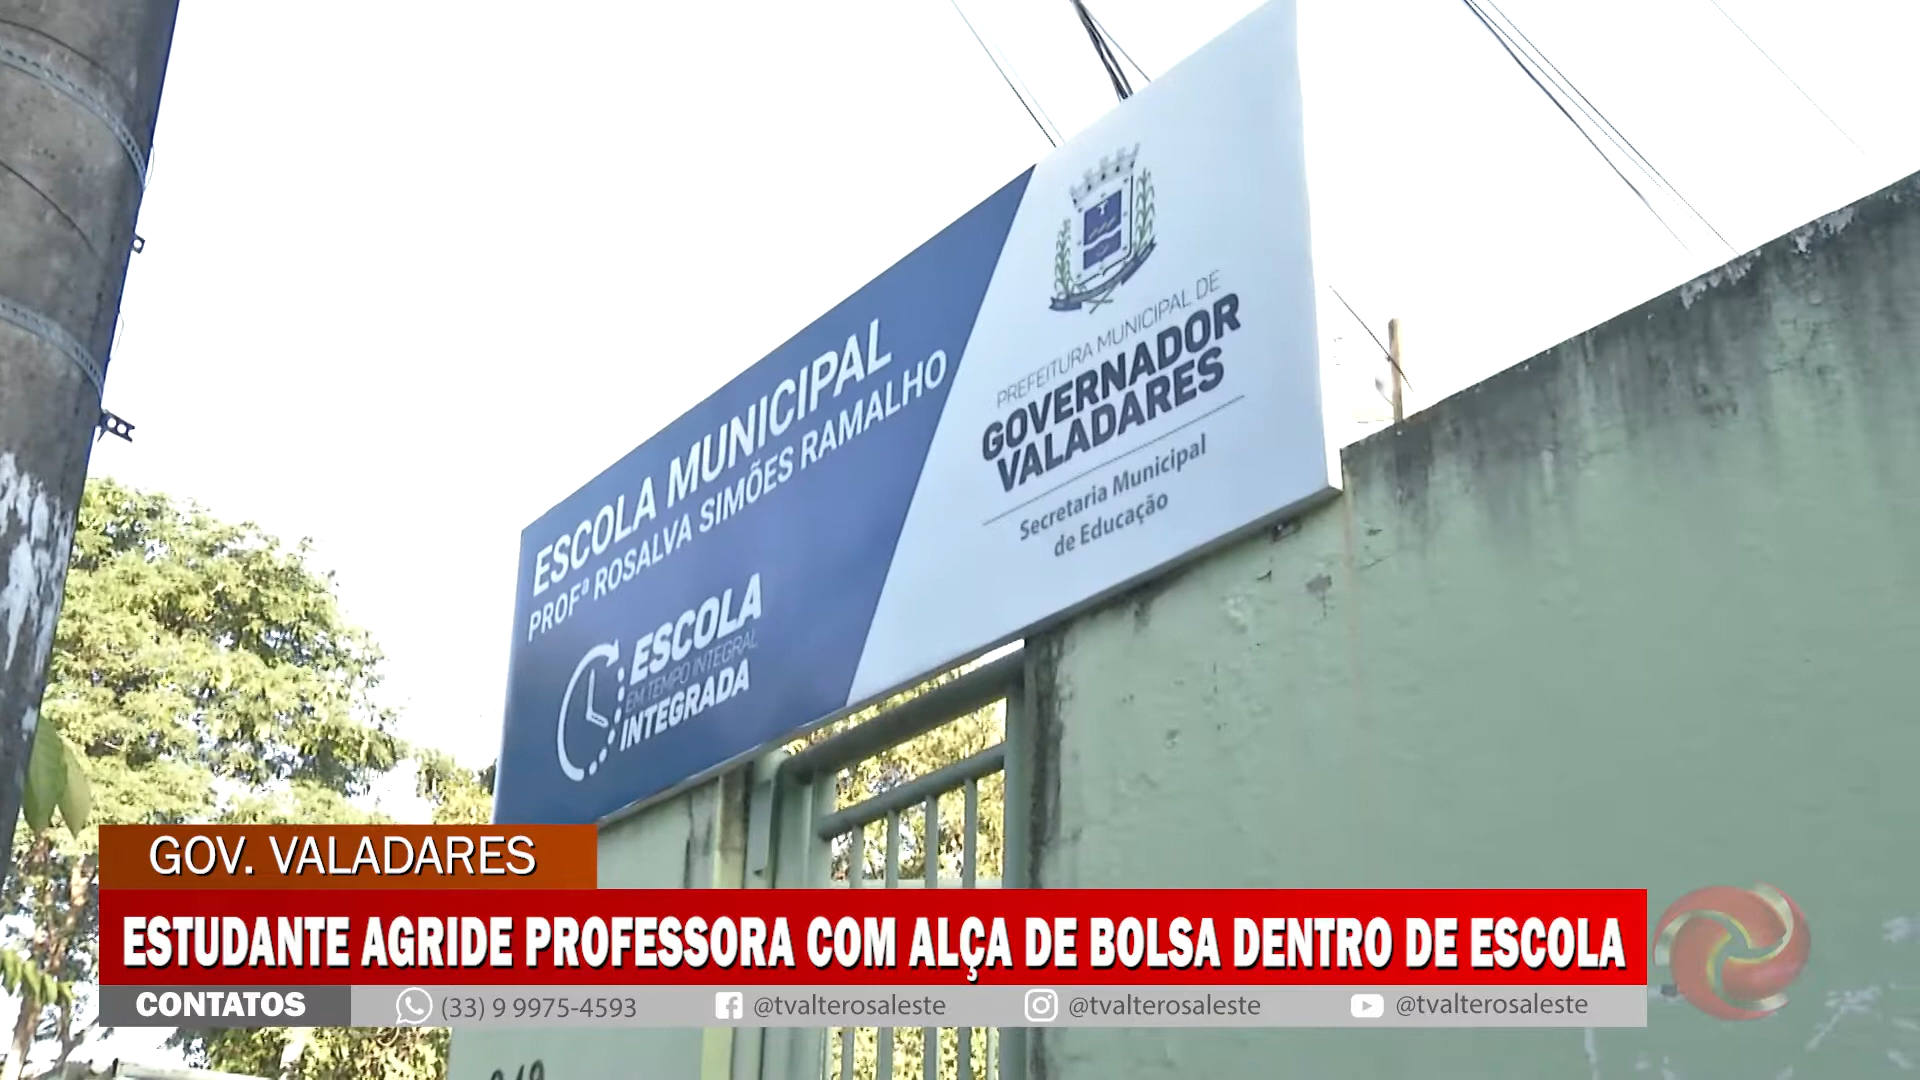 ESCOLA MUNICIPAL
PROFª ROSALVA SIMÕES RAMALHO
ESCOLA
EM TEMPO INTEGRAL
INTEGRADA
PREFEITURA MUNICIPAL DE
GOVERNADOR
VALADARES
Secretaria Municipal
de Educação
GOV. VALADARES
ESTUDANTE AGRIDE PROFESSORA COM ALÇA DE BOLSA DENTRO DE ESCOLA
CONTATOS (33) 9 9975-4593 @tvalterosaleste @tvalterosaleste @tvalterosaleste